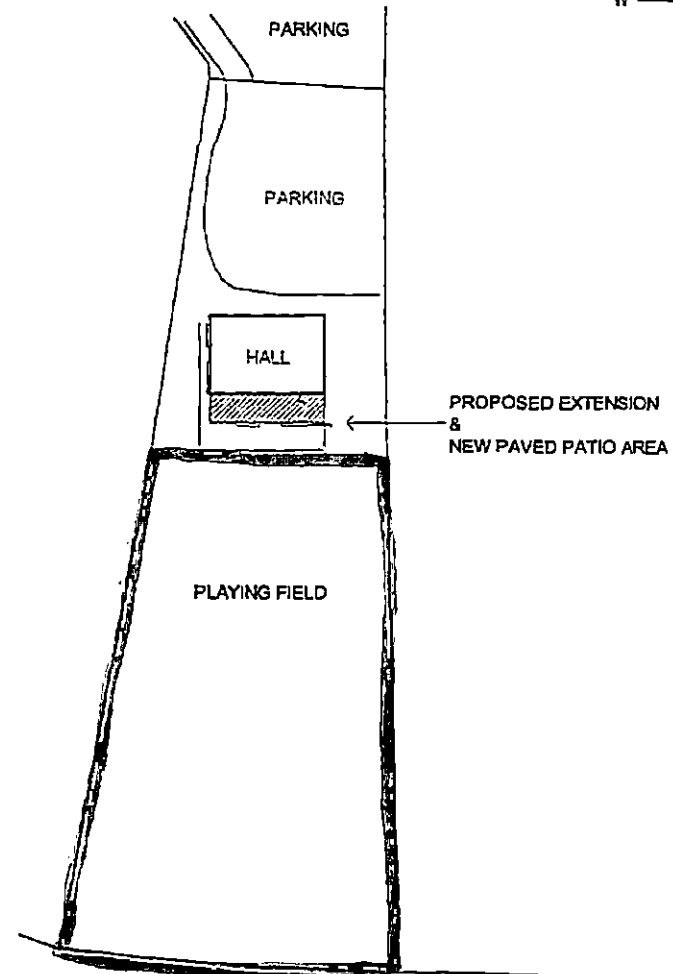 PARKING
PARKING
HALL
PROPOSED EXTENSION
&
NEW PAVED PATIO AREA
PLAYING FIELD